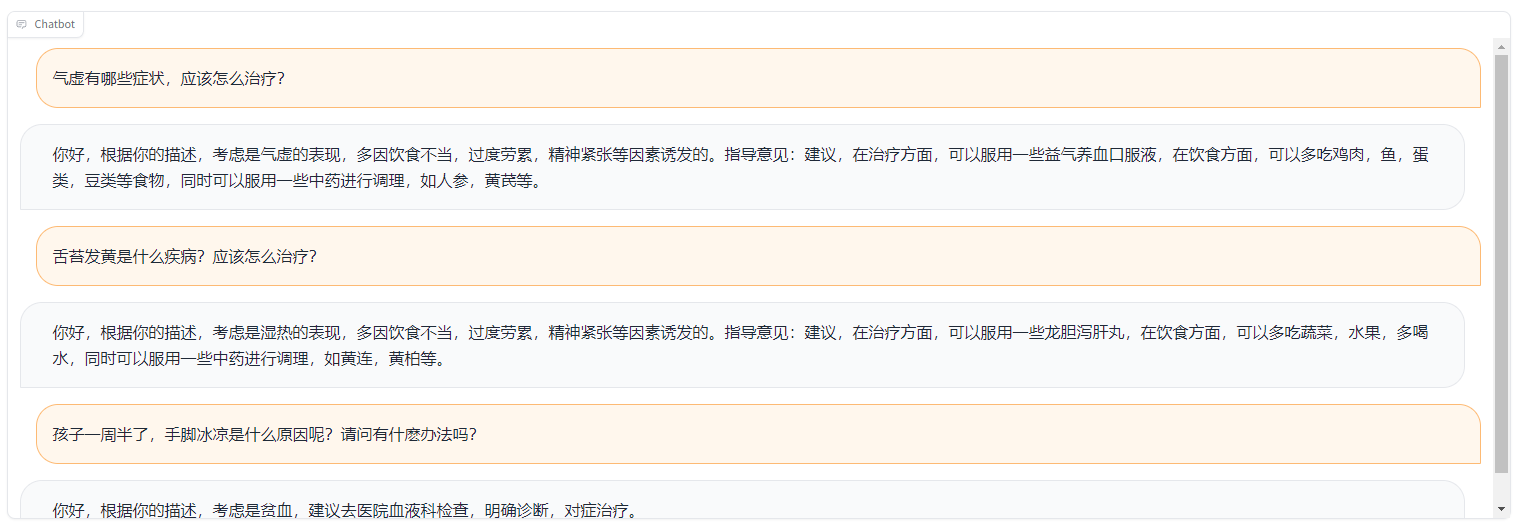 Chatbot
气虚有哪些症状，应该怎么治疗？
你好，根据你的描述，考虑是气虚的表现，多因饮食不当，过度劳累，精神紧张等因素诱发的。指导意见：建议，在治疗方面，可以服用一些益气养血口服液，在饮食方面，可以多吃鸡肉，鱼，蛋
类，豆类等食物，同时可以服用一些中药进行调理，如人参，黄芪等。
舌苔发黄是什么疾病？应该怎么治疗？
你好，根据你的描述，考虑是湿热的表现，多因饮食不当，过度劳累，精神紧张等因素诱发的。指导意见：建议，在治疗方面，可以服用一些龙胆泻肝丸，在饮食方面，可以多吃蔬菜，水果，多喝
水，同时可以服用一些中药进行调理，如黄连，黄柏等。
孩子一周半了，手脚冰凉是什么原因呢？请问有什麽办法吗？
你好，根据你的描述，考虑是贫血，建议去医院血液科检查，明确诊断，对症治疗。